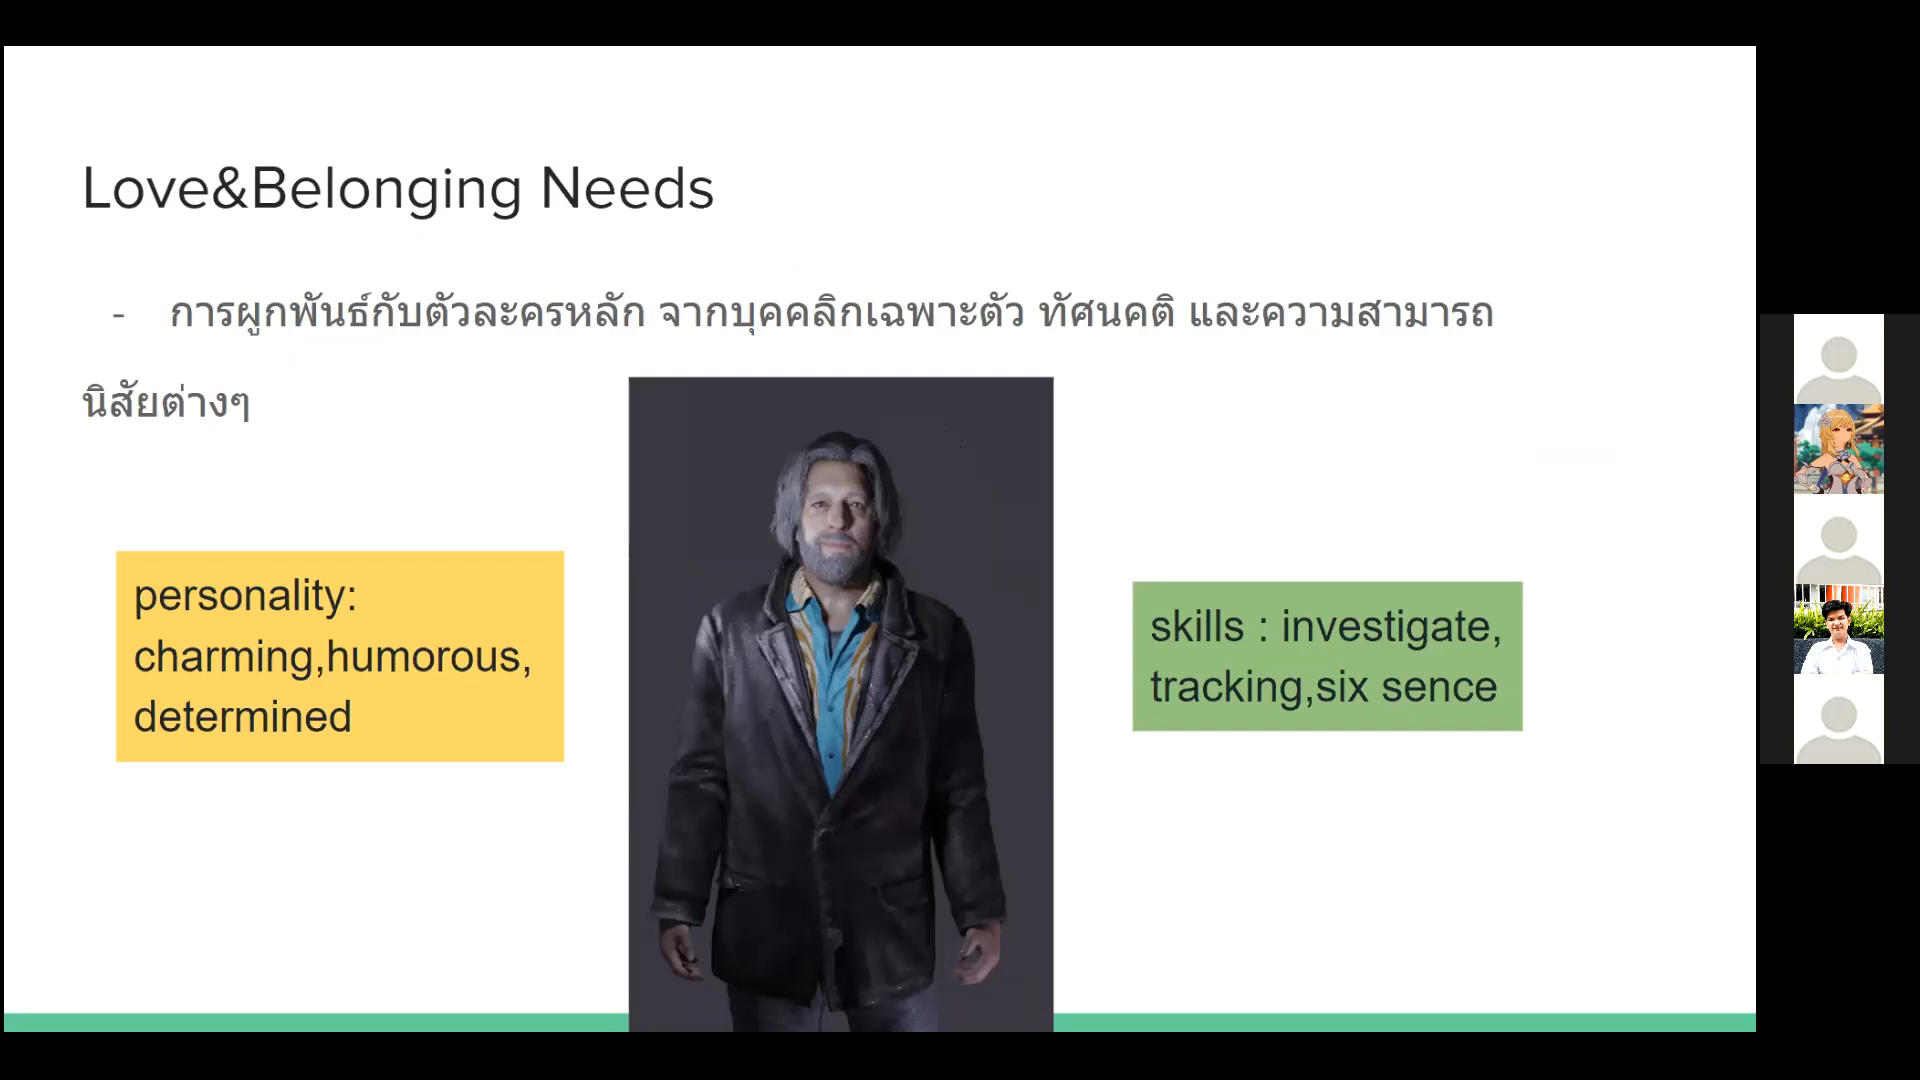 Love&Belonging Needs
- การผูกพันธ์กับตัวละครหลัก จากบุคคลิกเฉพาะตัว ทัศนคติ และความสามารถ
นิสัยต่างๆ
personality:
charming,humorous,
determined
skills : investigate,
tracking,six sence